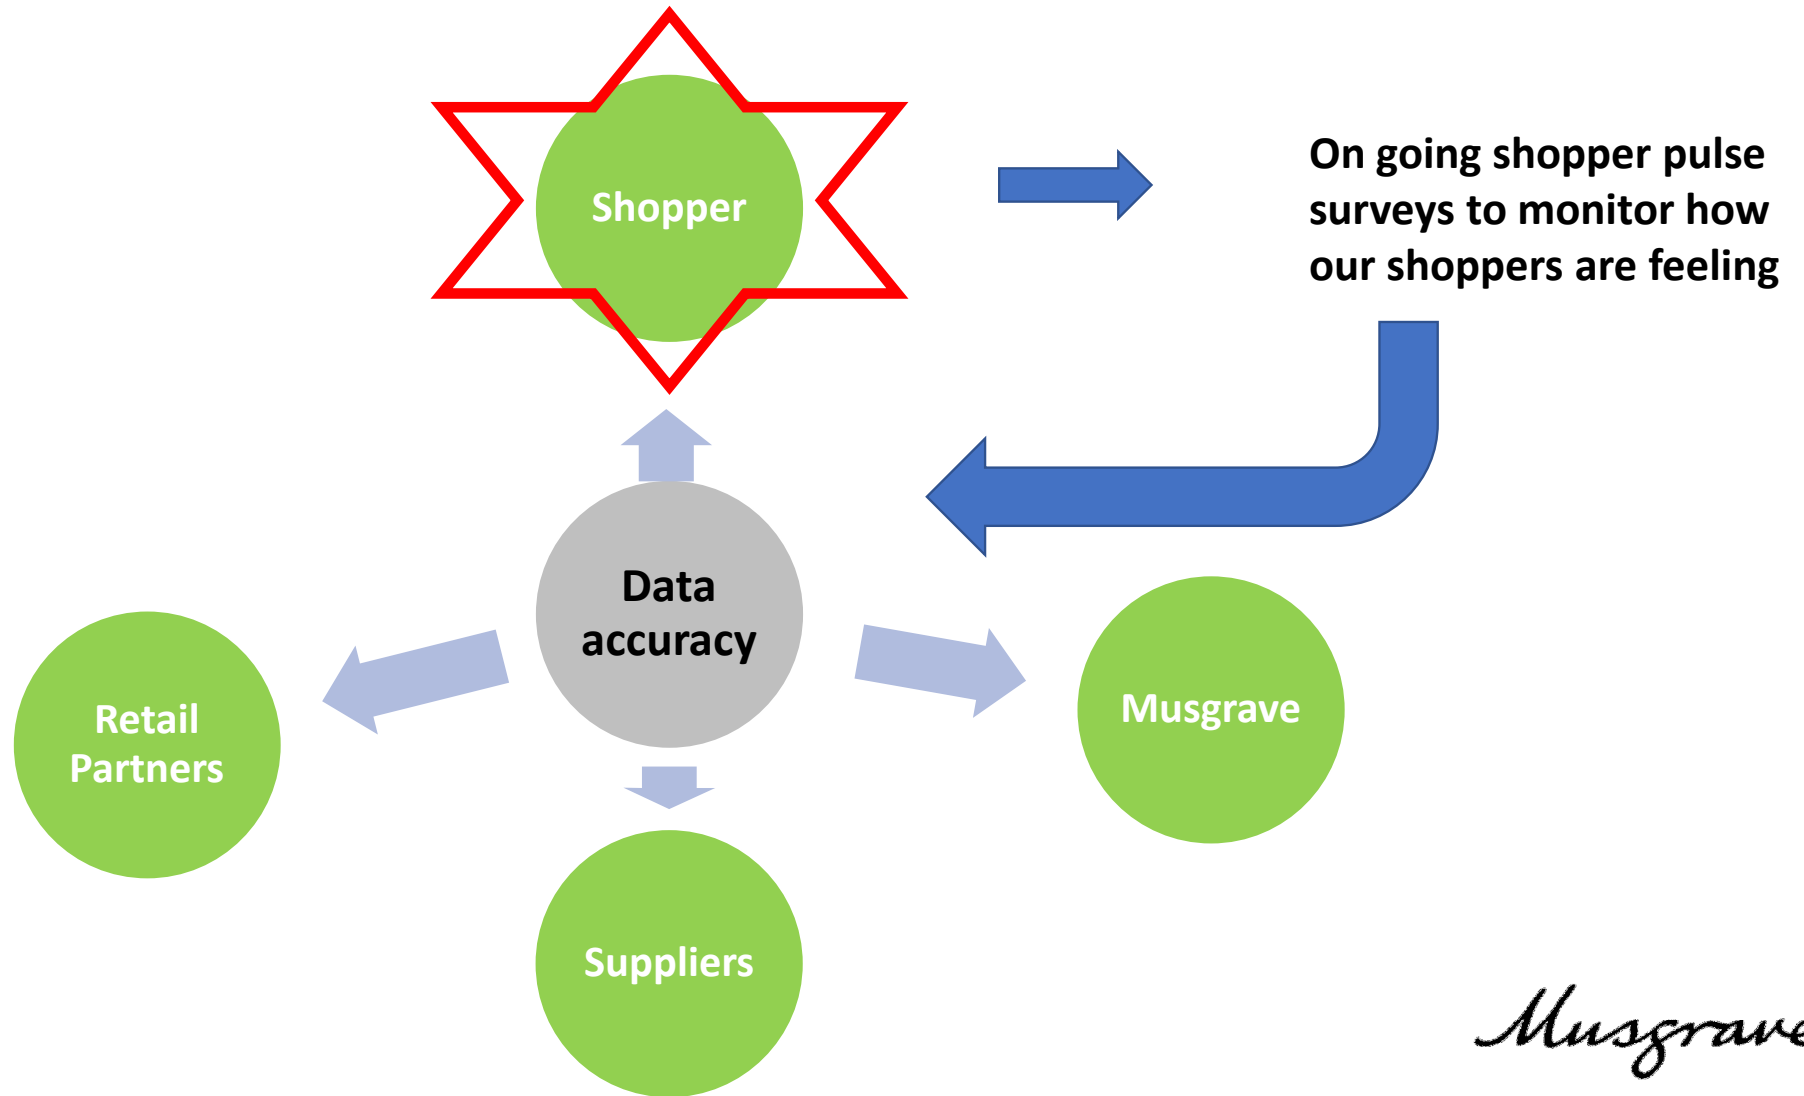 Shopper
On going shopper pulse
surveys to monitor how
our shoppers are feeling
Data
accuracy
Retail
Partners
Musgrave
Suppliers
Musgrave